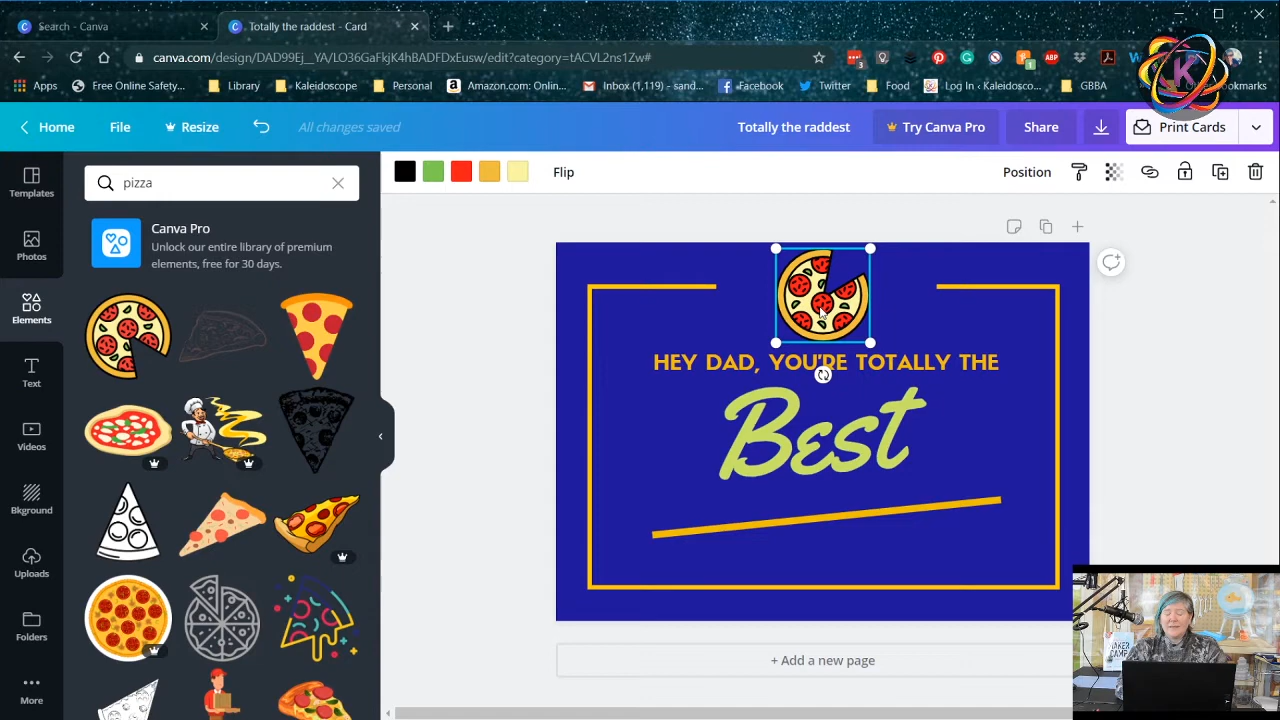 Search - Canva
Totally the raddest - Card
canva.com/design/DAD99Ej__YA/LO36GaFkjK4hBADFDxEusw/edit?category=tACVL2ns1Zw#
Apps
Free Online Safety...
Library
Kaleidoscope
Personal
Amazon.com: Onlin...
Inbox (1,119) - sand...
Facebook
Twitter
Food
Log In ‹ Kaleidosco...
GBBA
K
Home
File
Resize
All changes saved
Totally the raddest
Try Canva Pro
Share
Print Cards
Templates
Photos
Elements
Text
Videos
Bkground
Uploads
Folders
More
pizza
Canva Pro
Unlock our entire library of premium
elements, free for 30 days.
Flip
Position
HEY DAD, YOU'RE TOTALLY THE
Best
+ Add a new page